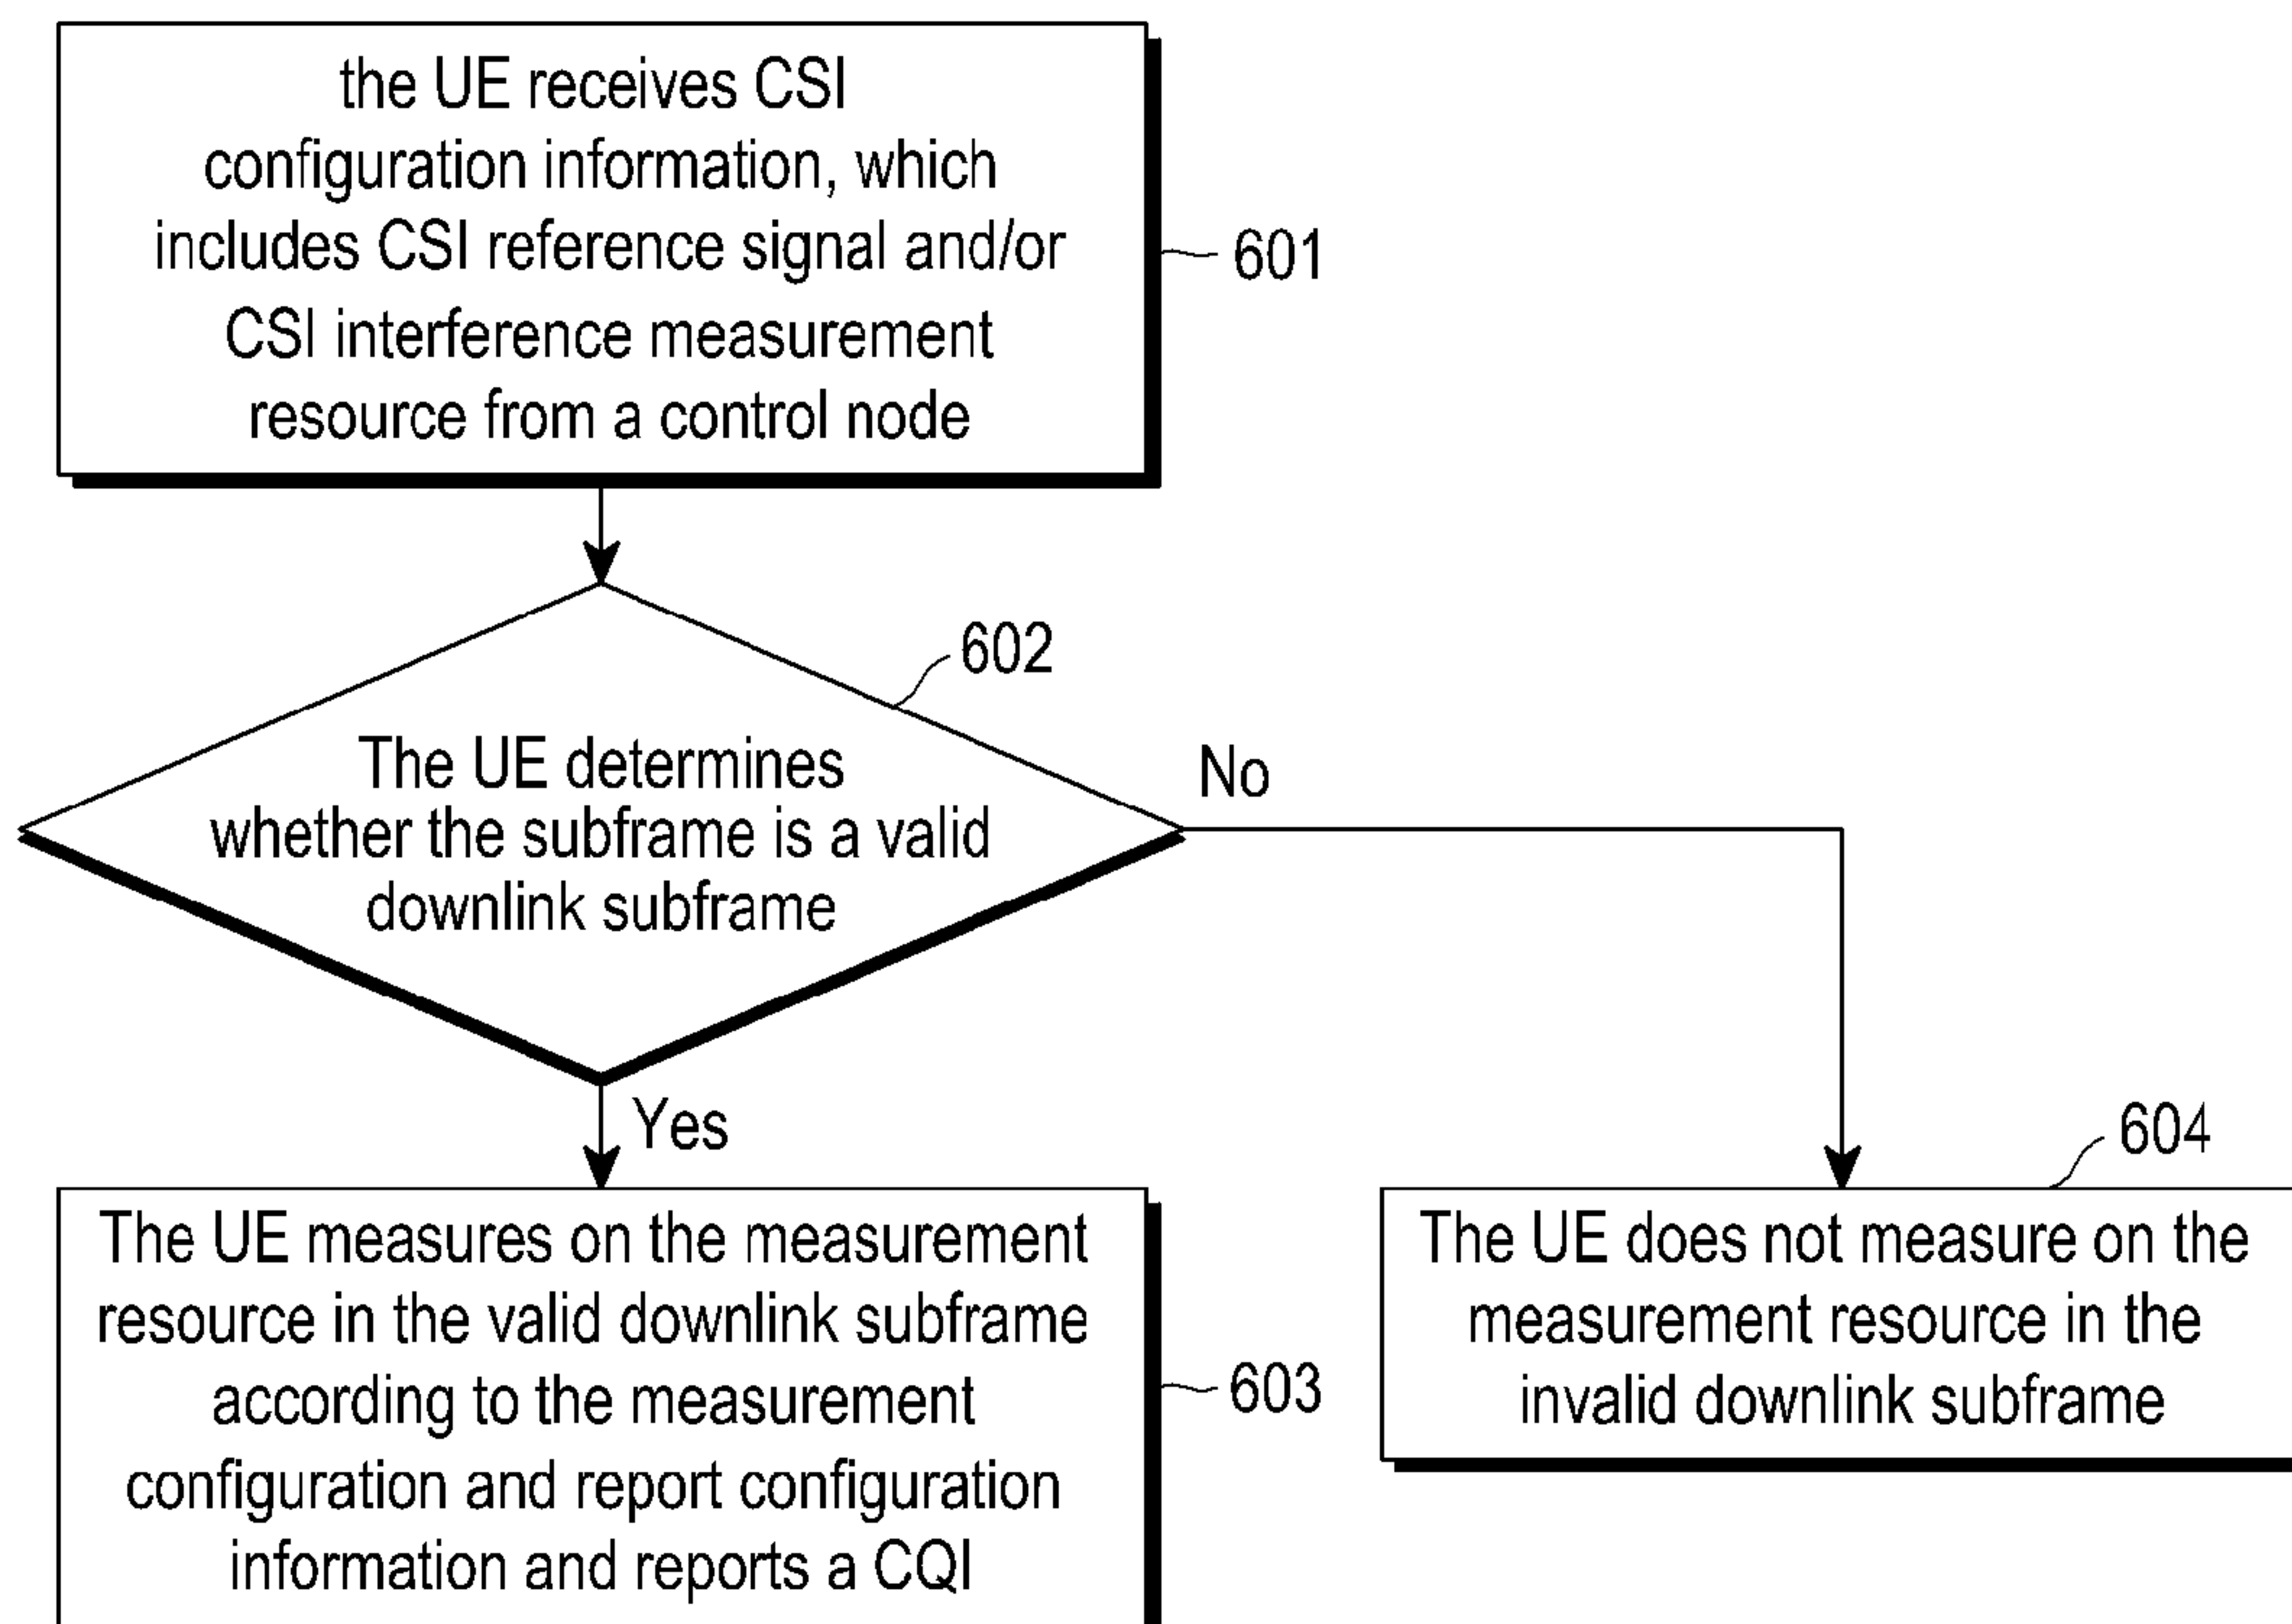 the UE receives CSI
configuration information, which
includes CSI reference signal and/or
CSI interference measurement
resource from a control node
601
602
The UE determines
whether the subframe is a valid
downlink subframe
No
Yes
The UE measures on the measurement
resource in the valid downlink subframe
according to the measurement
configuration and report configuration
information and reports a CQI
603
604
The UE does not measure on the
measurement resource in the
invalid downlink subframe